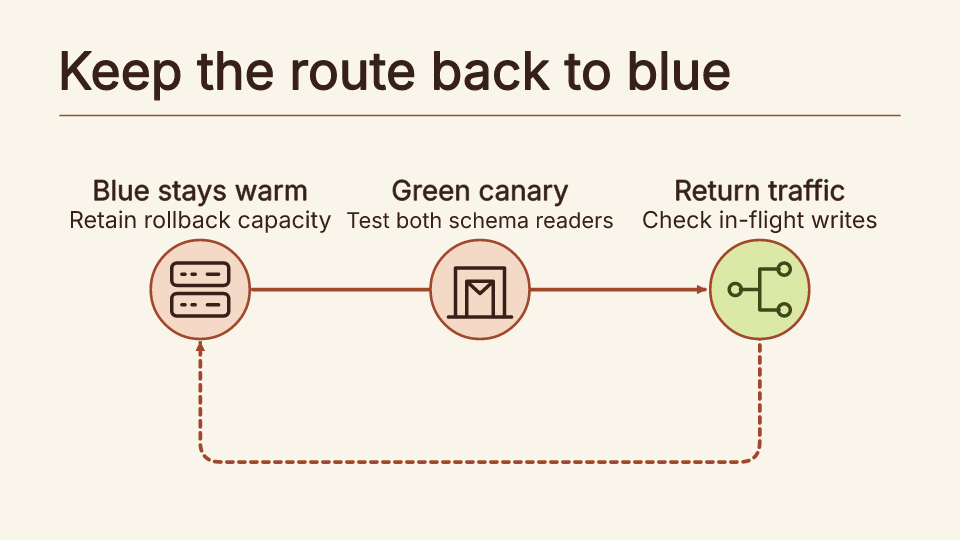 Keep the route back to blue
Blue stays warm
Retain rollback capacity
Green canary
Test both schema readers
Return traffic
Check in-flight writes